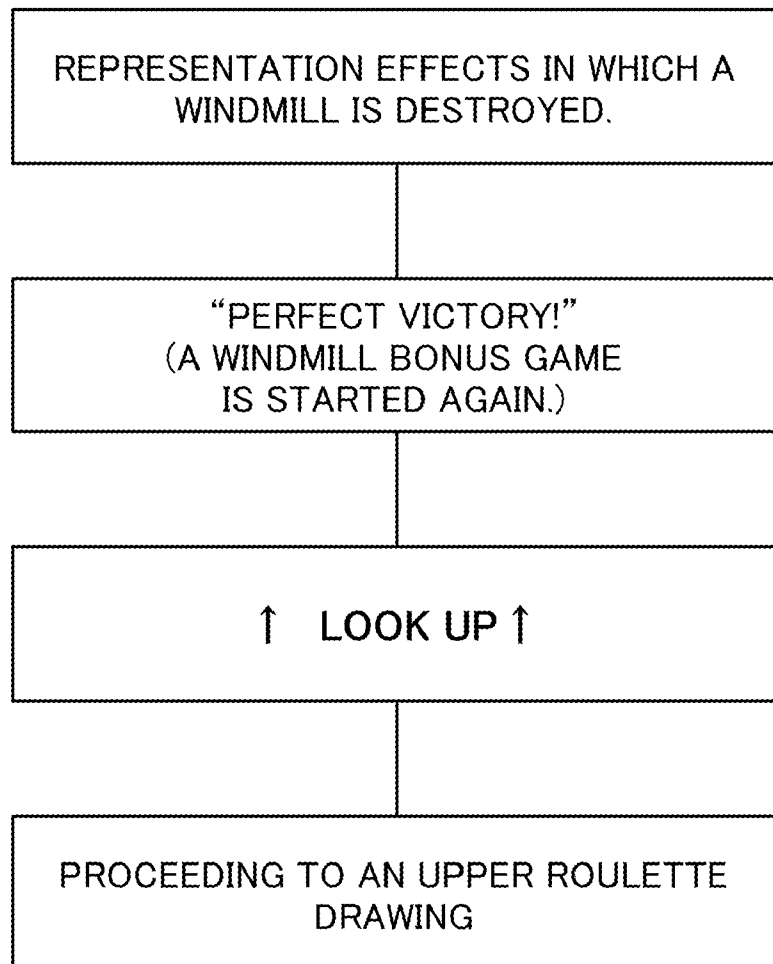 REPRESENTATION EFFECTS IN WHICH A
WINDMILL IS DESTROYED.
“PERFECT VICTORY!”
(A WINDMILL BONUS GAME
IS STARTED AGAIN.)
↑ LOOK UP ↑
PROCEEDING TO AN UPPER ROULETTE
DRAWING